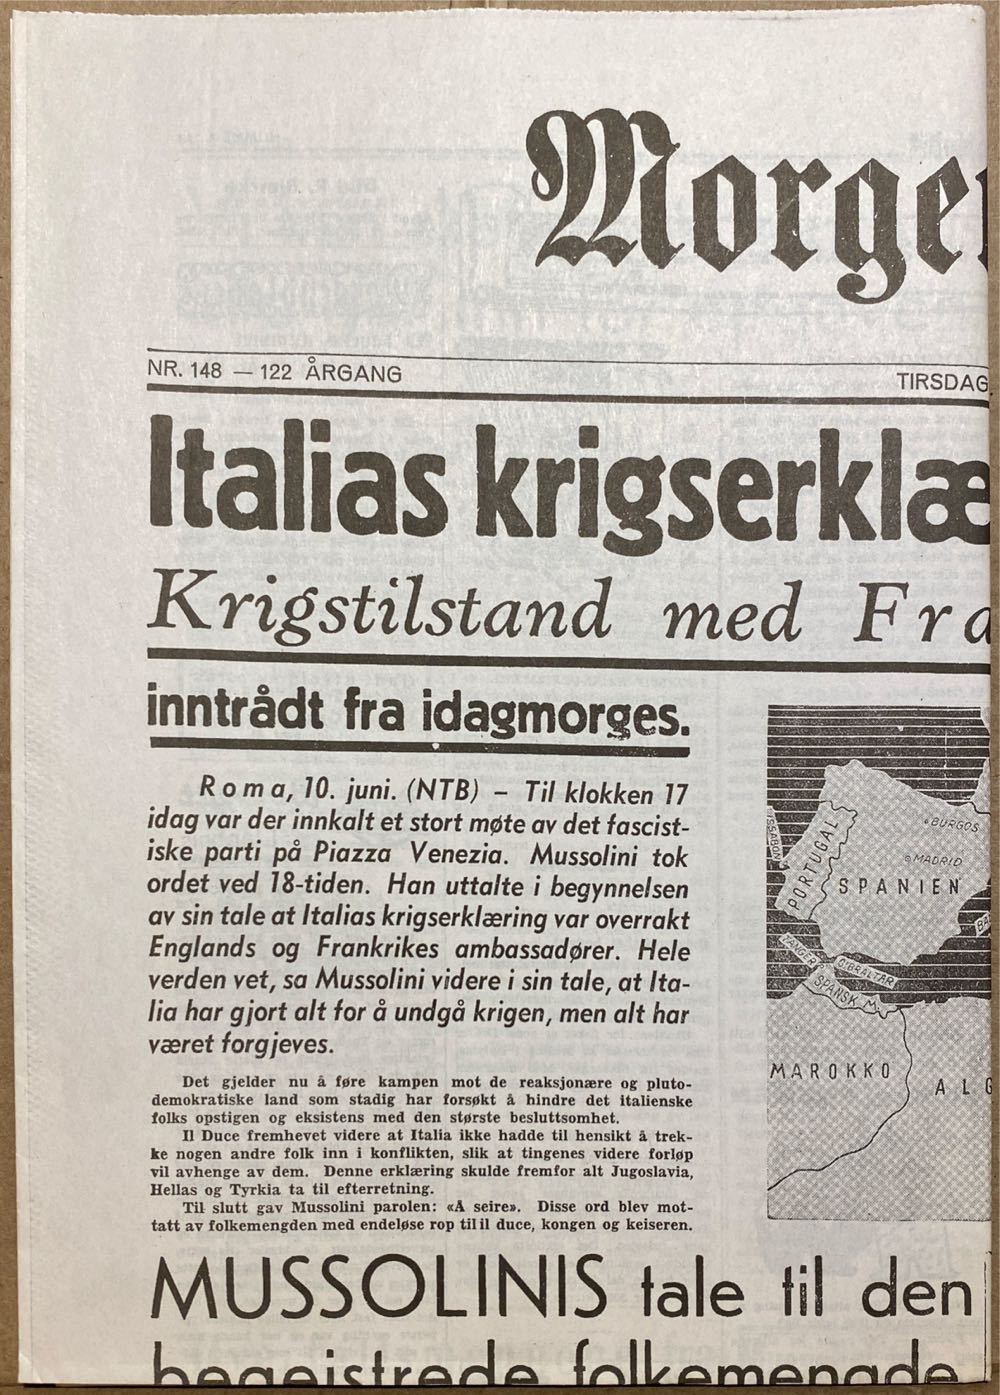 Morge
NR. 148 — 122 ÅRGANG
TIRSDAG
Italias krigserklæ
Krigstilstand med Fra
inntrådt fra idagmorges.
Roma, 10. juni. (NTB) – Til klokken 17
idag var der innkalt et stort møte av det fascist-
iske parti på Piazza Venezia. Mussolini tok
ordet ved 18-tiden. Han uttalte i begynnelsen
av sin tale at Italias krigserklæring var overrakt
Englands og Frankrikes ambassadører. Hele
verden vet, sa Mussolini videre i sin tale, at Ita-
lia har gjort alt for å undgå krigen, men alt har
været forgjeves.
Det gjelder nu å føre kampen mot de reaksjonære og pluto-
demokratiske land som stadig har forsøkt å hindre det italienske
folks opstigen og eksistens med den største besluttsomhet.
Il Duce fremhevet videre at Italia ikke hadde til hensikt å trek-
ke nogen andre folk inn i konflikten, slik at tingenes videre forløp
vil avhenge av dem. Denne erklæring skulde fremfor alt Jugoslavia,
Hellas og Tyrkia ta til efterretning.
Til slutt gav Mussolini parolen: «Å seire». Disse ord blev mot-
tatt av folkemengden med endeløse rop til il duce, kongen og keiseren.
BURGOS
MADRID
PORTUGAL
SPANIEN
TANGER
GIBRALTAR
SPANSK M.
MAROKKO
ALG
MUSSOLINIS tale til den
begeistrede folkemengde